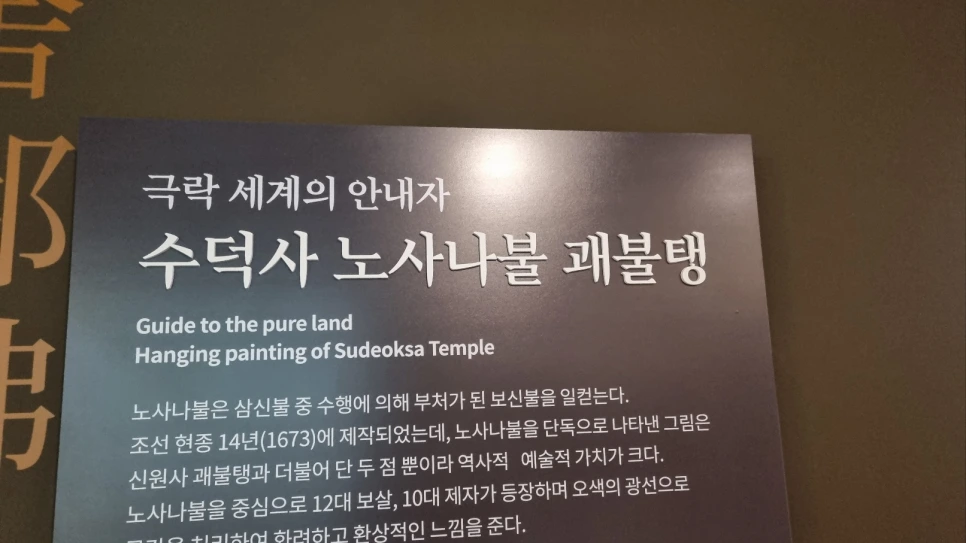 舍
那
佛
극락 세계의 안내자
수덕사 노사나불 괘불탱
Guide to the pure land
Hanging painting of Sudeoksa Temple
노사나불은 삼신불 중 수행에 의해 부처가 된 보신불을 일컫는다.
조선 현종 14년(1673)에 제작되었는데, 노사나불을 단독으로 나타낸 그림은
신원사 괘불탱과 더불어 단 두 점 뿐이라 역사적 예술적 가치가 크다.
노사나불을 중심으로 12대 보살, 10대 제자가 등장하며 오색의 광선으로
화려하고 환상적인 느낌을 준다.